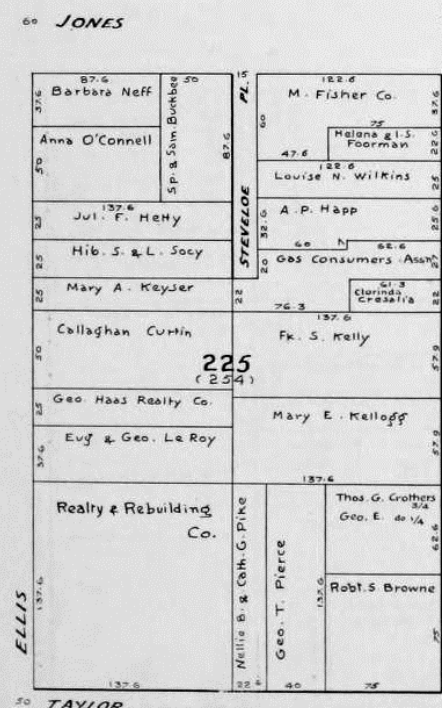 60 JONES
87.6
Barbara Neff
37.6
50
Sp. & Sam. Buckbee
87.6
Anna O'Connell
50
15
STEVELOE PL.
122.6
M. Fisher Co.
37.6
60
75
Helana & I.S.
Foorman
22.6
47.6
122.6
Louise N. Wilkins
25
137.6
Jul. F. Hetty
25
32.6
A.P. Happ
25.6
60
62.6
Hib. S. & L. Socy
25
20
Gas Consumers Assn
Mary A. Keyser
25
22
61.3
Clorinda
Cresalia
22
76.3
137.6
Callaghan Curtin
50
Fk. S. Kelly
57.9
225
(254)
Geo. Haas Realty Co.
25
Mary E. Kellogg
57.9
Eug & Geo. Le Roy
37.6
137.6
Realty & Rebuilding
Co.
137.6
137.6
Nellie B. & Cath. G. Pike
22.6
Geo. T. Pierce
137.6
40
Thos. G. Crothers
3/4
Geo. E. do 1/4
62.6
Robt. S Browne
75
75
ELLIS
50 TAYLOR